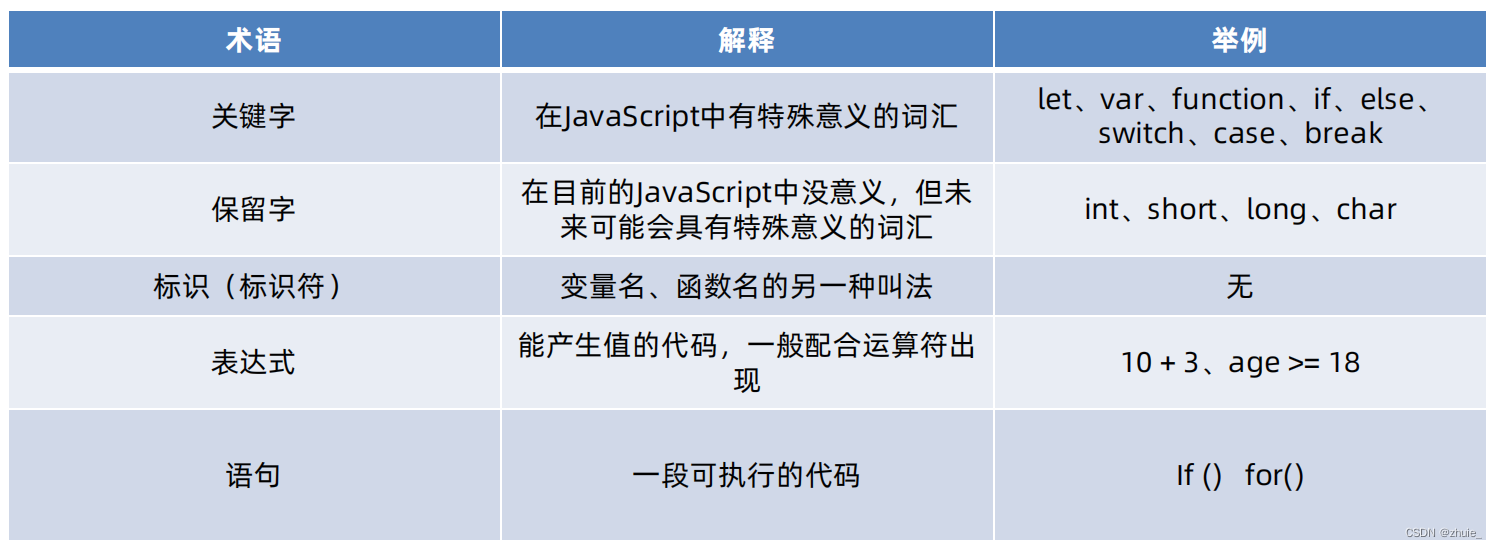 术语 解释 举例
关键字 在JavaScript中有特殊意义的词汇 let、var、function、if、else、
switch、case、break
保留字 在目前的JavaScript中没意义，但未
来可能会具有特殊意义的词汇 int、short、long、char
标识（标识符） 变量名、函数名的另一种叫法 无
表达式 能产生值的代码，一般配合运算符出
现 10 + 3、age >= 18
语句 一段可执行的代码 If () for()
CSDN @zhuie_